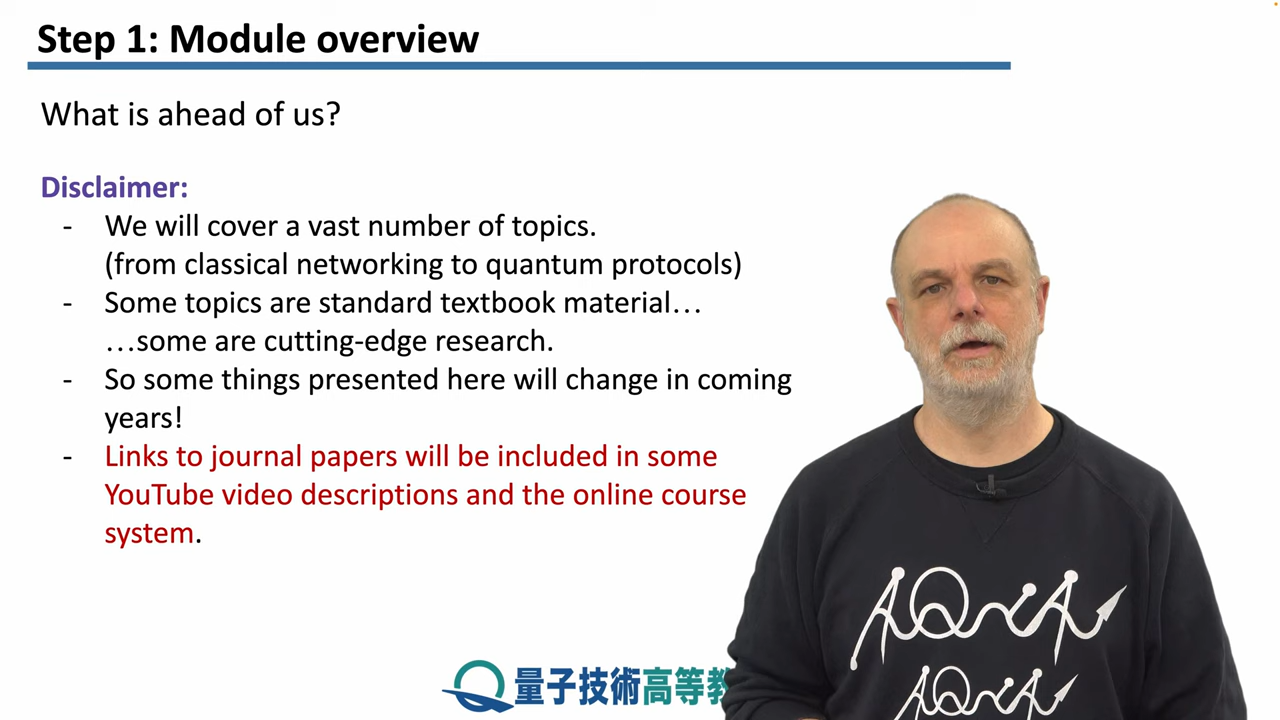 Step 1: Module overview
What is ahead of us?
Disclaimer:
- We will cover a vast number of topics.
(from classical networking to quantum protocols)
- Some topics are standard textbook material…
…some are cutting-edge research.
- So some things presented here will change in coming
years!
- Links to journal papers will be included in some
YouTube video descriptions and the online course
system.
量子技術高等教